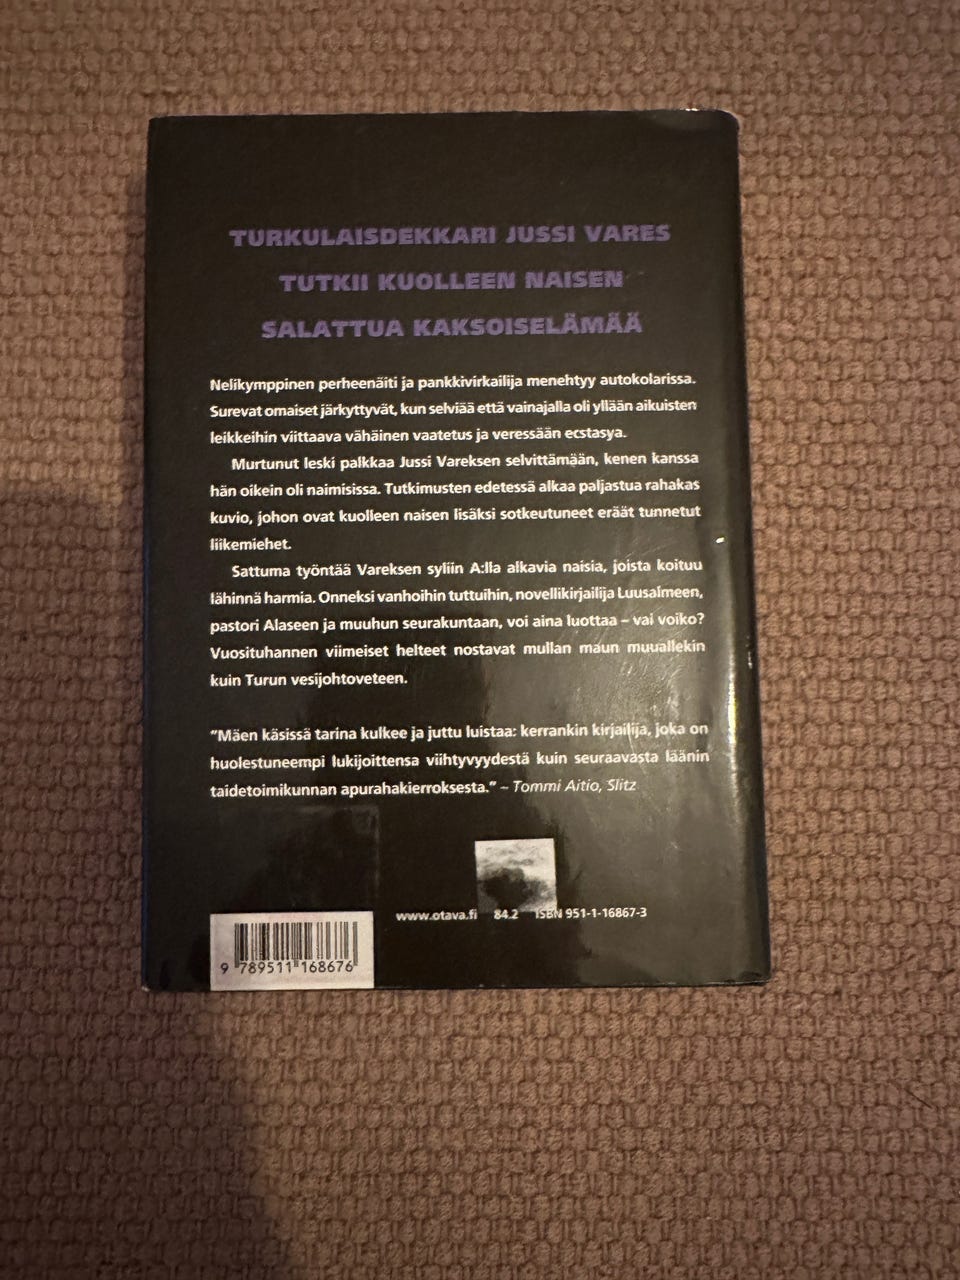 TURKULAISDEKKARI JUSSI VARES
TUTKII KUOLLEEN NAISEN
SALATTUA KAKSOISELÄMÄÄ
Nelikymppinen perheenäiti ja pankkivirkailija menehtyy autokolarissa.
Surevat omaiset järkyttyvät, kun selviää että vainajalla oli yllään aikuisten
leikkeihin viittaava vähäinen vaatetus ja veressään ecstasya.
Murtunut leski palkkaa Jussi Vareksen selvittämään, kenen kanssa
hän oikein oli naimisissa. Tutkimusten edetessä alkaa paljastua rahakas
kuvio, johon ovat kuolleen naisen lisäksi sotkeutuneet eräät tunnetut
liikemiehet.
Sattuma työntää Vareksen syliin A:lla alkavia naisia, joista koituu
lähinnä harmia. Onneksi vanhoihin tuttuihin, novellikirjailija Luusalmeen,
pastori Alaseen ja muuhun seurakuntaan, voi aina luottaa – vai voiko?
Vuosituhannen viimeiset helteet nostavat mullan maun muuallekin
kuin Turun vesijohtoveteen.
"Mäen käsissä tarina kulkee ja juttu luistaa: kerrankin kirjailija, joka on
huolestuneempi lukijoittensa viihtyvyydestä kuin seuraavasta läänin
taidetoimikunnan apurahakierroksesta." – Tommi Aitio, Slitz
www.otava.fi 84.2 ISBN 951-1-16867-3
9 789511 168676